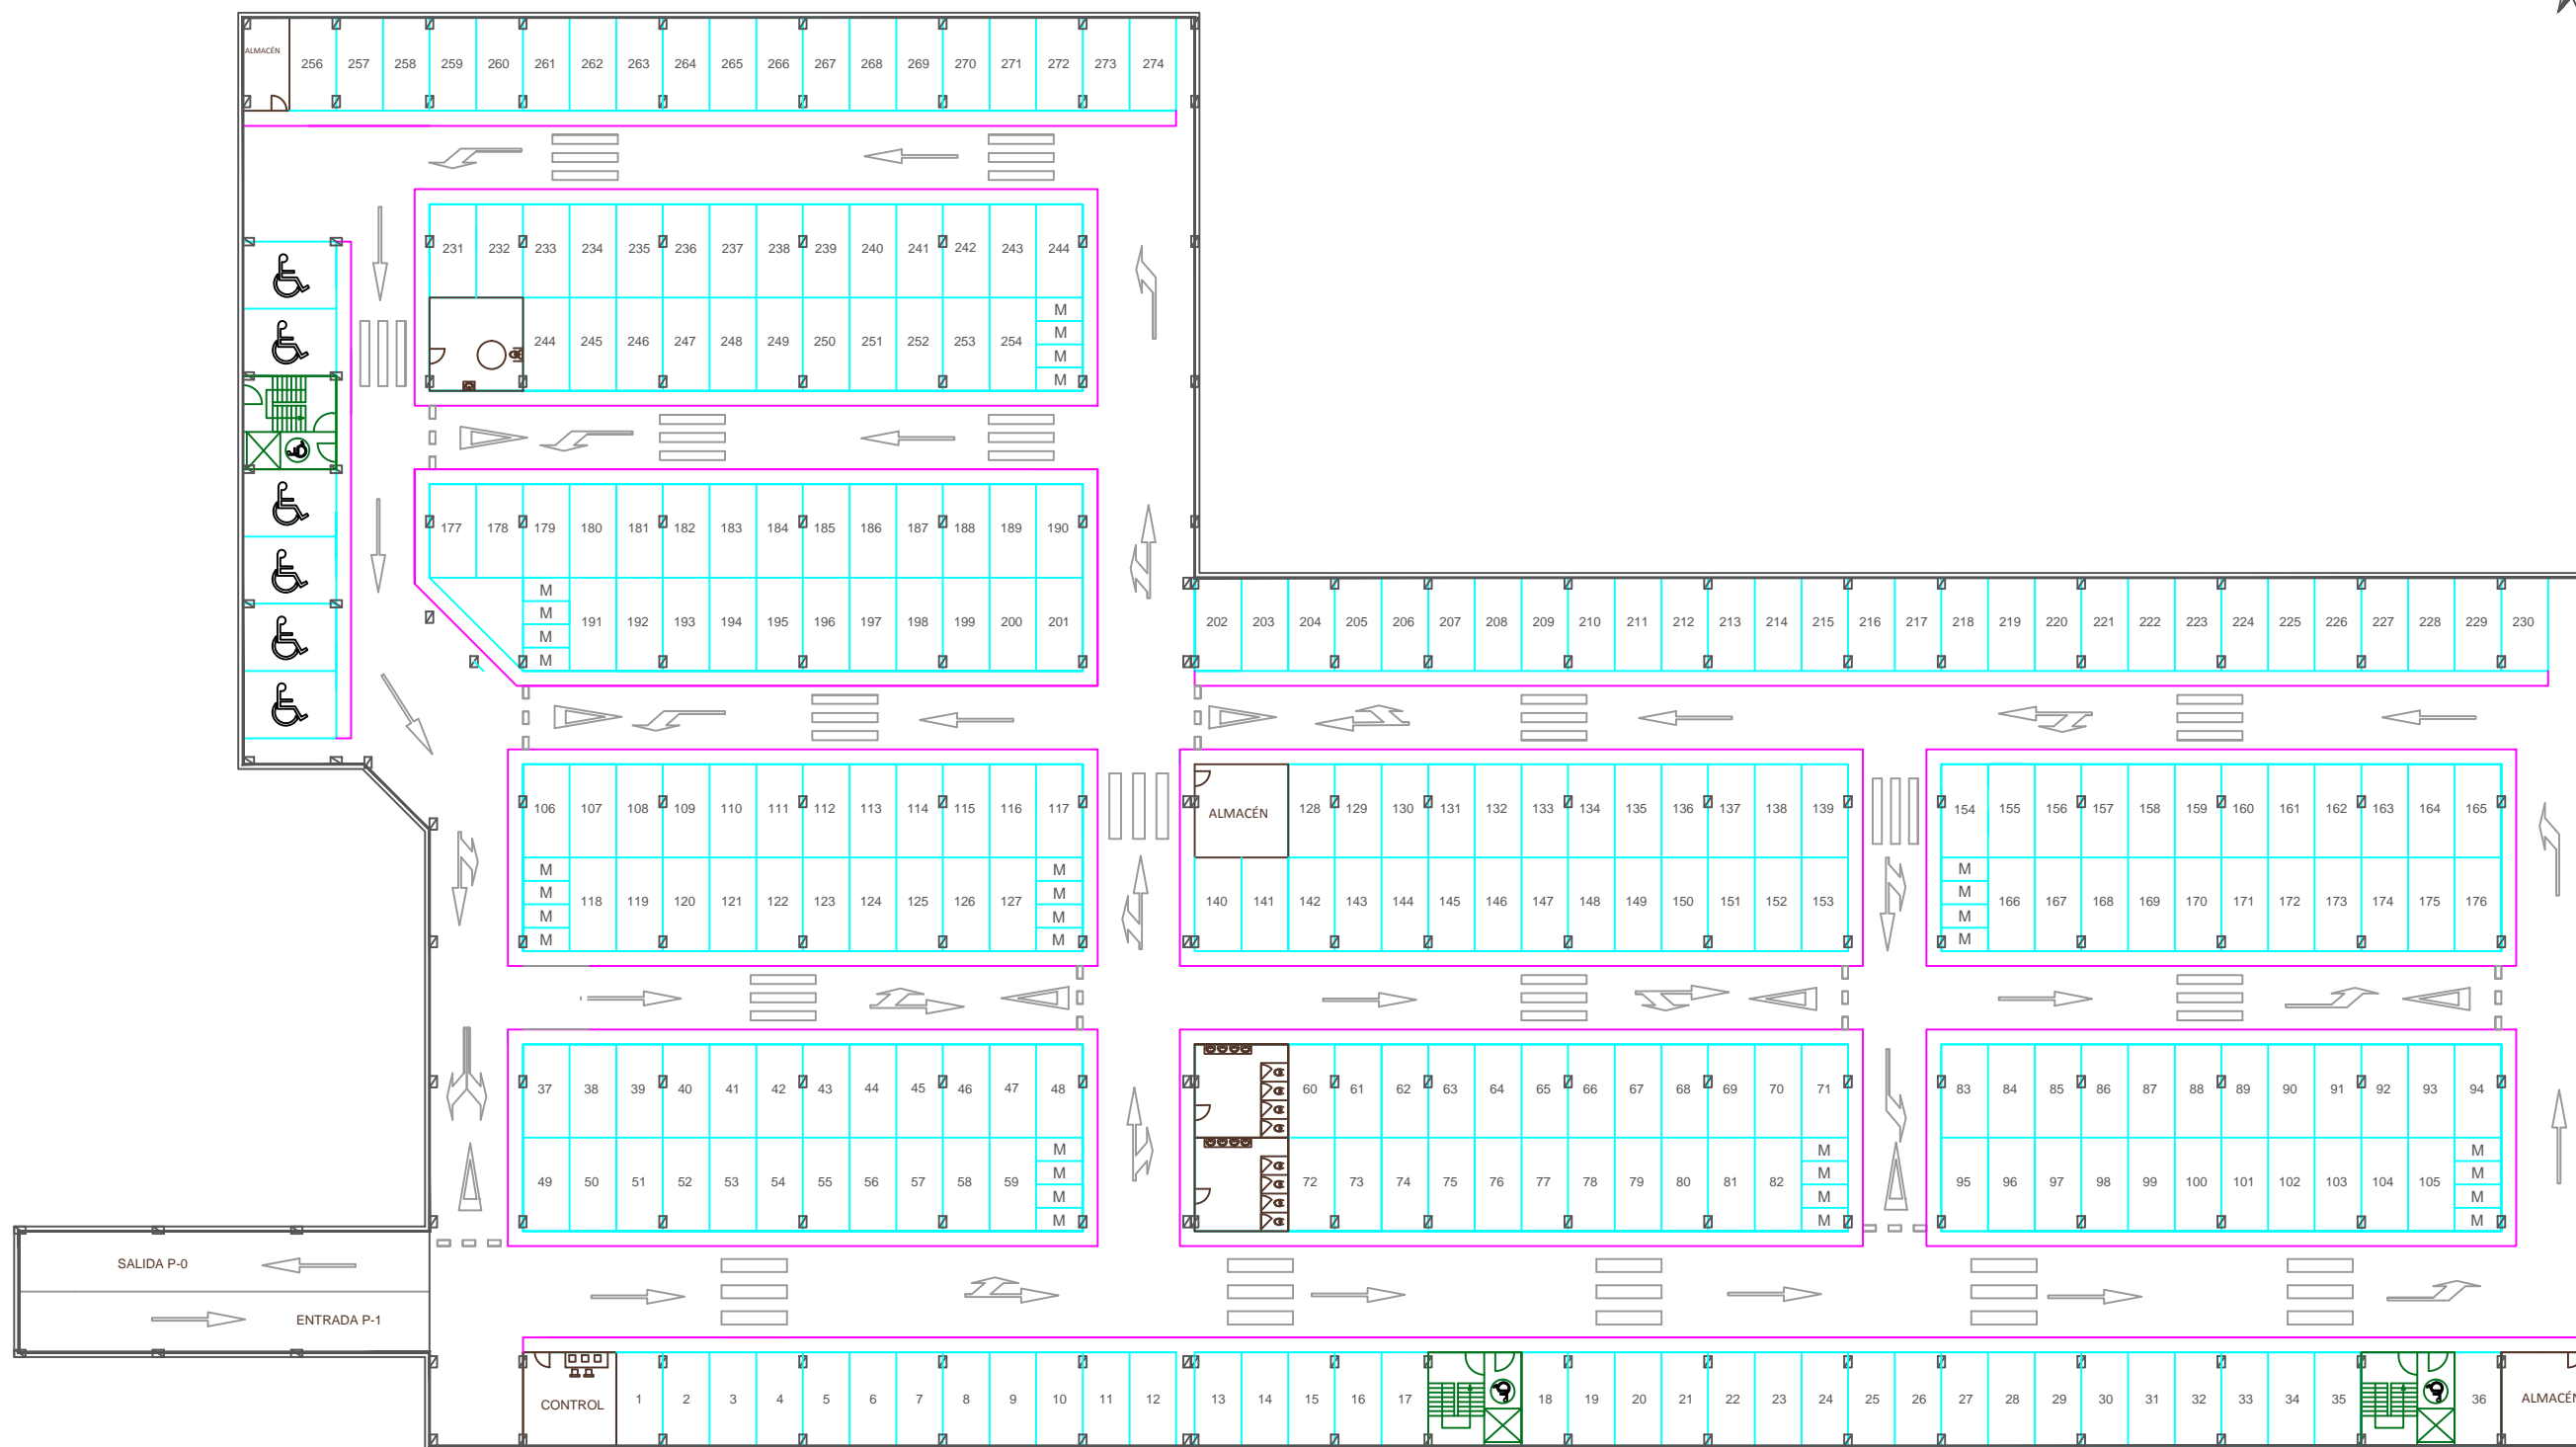 ALMACÉN 256 257 258 259 260 261 262 263 264 265 266 267 268 269 270 271 272 273 274
231 232 233 234 235 236 237 238 239 240 241 242 243 244
M
244 245 246 247 248 249 250 251 252 253 254 M
M
M
177 178 179 180 181 182 183 184 185 186 187 188 189 190
M
M
191 192 193 194 195 196 197 198 199 200 201
M
M
202 203 204 205 206 207 208 209 210 211 212 213 214 215 216 217 218 219 220 221 222 223 224 225 226 227 228 229 230
106 107 108 109 110 111 112 113 114 115 116 117
M M
M M
118 119 120 121 122 123 124 125 126 127
M M
M M
ALMACÉN 128 129 130 131 132 133 134 135 136 137 138 139
140 141 142 143 144 145 146 147 148 149 150 151 152 153
154 155 156 157 158 159 160 161 162 163 164 165
M
M
166 167 168 169 170 171 172 173 174 175 176
M
M
37 38 39 40 41 42 43 44 45 46 47 48
M
M
49 50 51 52 53 54 55 56 57 58 59
M
M
60 61 62 63 64 65 66 67 68 69 70 71
M
M
72 73 74 75 76 77 78 79 80 81 82
M
M
83 84 85 86 87 88 89 90 91 92 93 94
M
M
95 96 97 98 99 100 101 102 103 104 105
M
M
SALIDA P-0
ENTRADA P-1
CONTROL 1 2 3 4 5 6 7 8 9 10 11 12 13 14 15 16 17 18 19 20 21 22 23 24 25 26 27 28 29 30 31 32 33 34 35 36 ALMACÉN